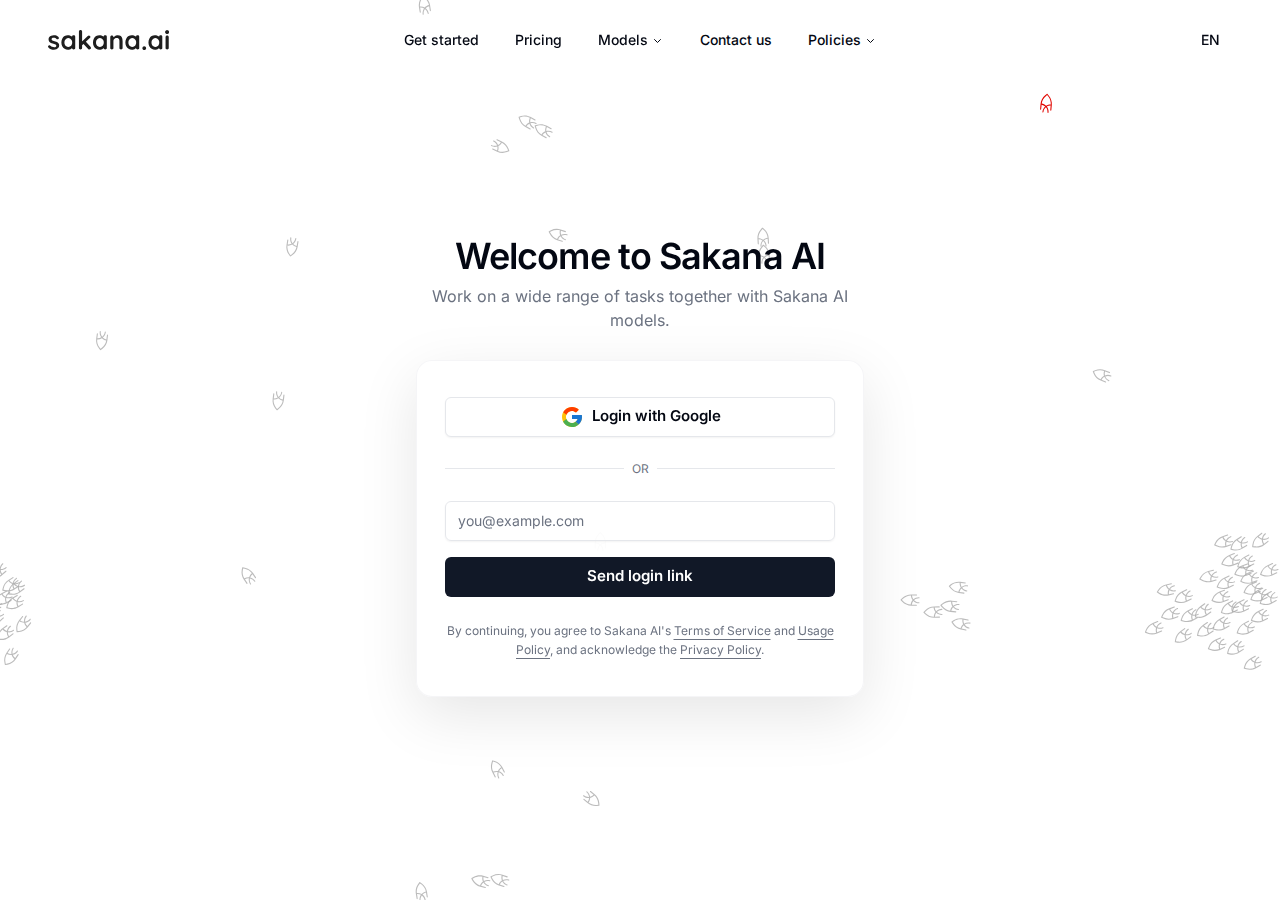 sakana.ai
Get started
Pricing
Models
Contact us
Policies
EN
Welcome to Sakana AI
Work on a wide range of tasks together with Sakana AI
models.
Login with Google
OR
you@example.com
Send login link
By continuing, you agree to Sakana AI's Terms of Service and Usage
Policy, and acknowledge the Privacy Policy.